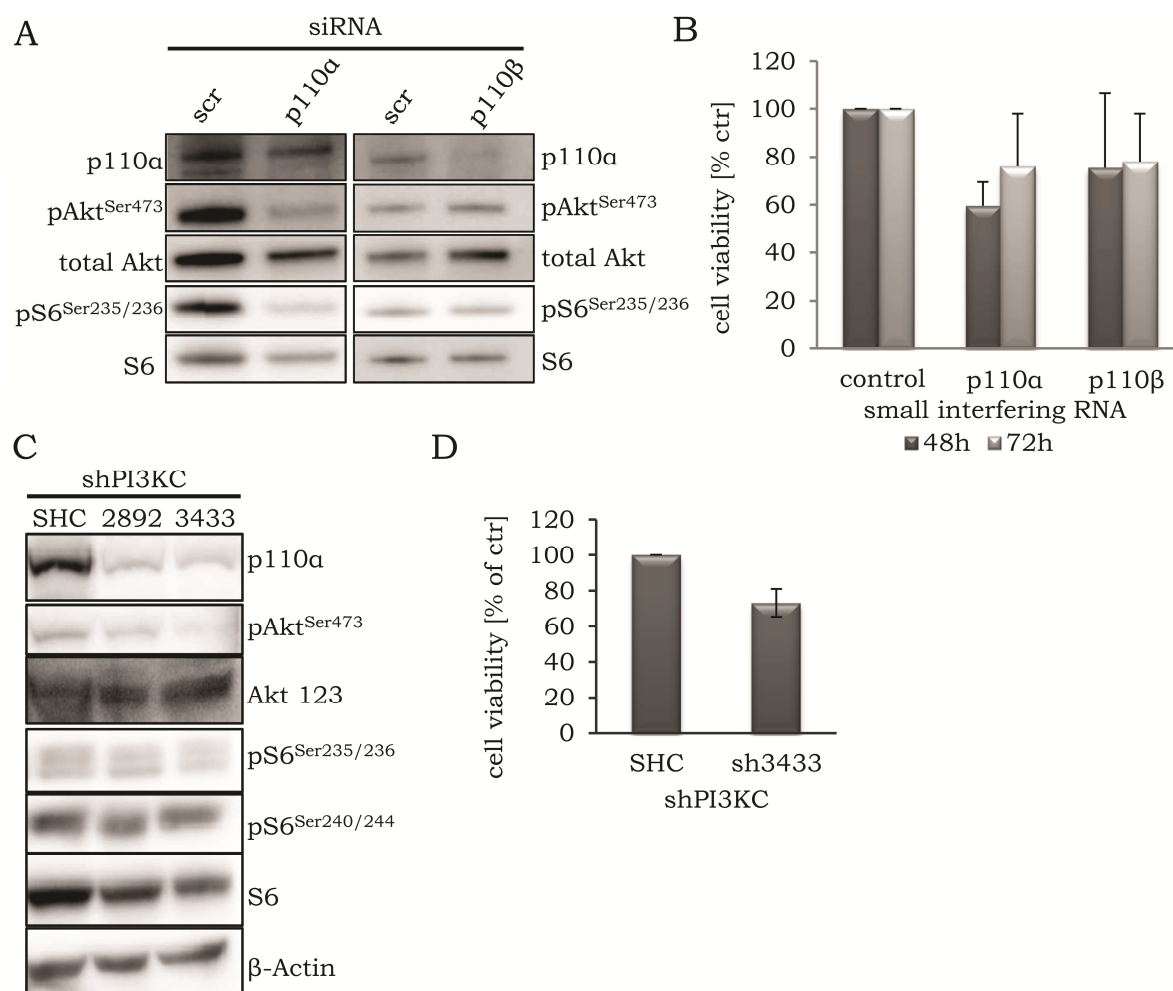 A
siRNA
scr
p110α
scr
p110β
p110α
pAktSer473
total Akt
pS6Ser235/236
S6
p110α
pAktSer473
total Akt
pS6Ser235/236
S6
B
cell viability [% ctr]
120
100
80
60
40
20
0
control p110α p110β
small interfering RNA
48h 72h
C
shPI3KC
SHC 2892 3433
p110α
pAktSer473
Akt 123
pS6Ser235/236
pS6Ser240/244
S6
β-Actin
D
cell viability [% of ctr]
120
100
80
60
40
20
0
SHC sh3433
shPI3KC